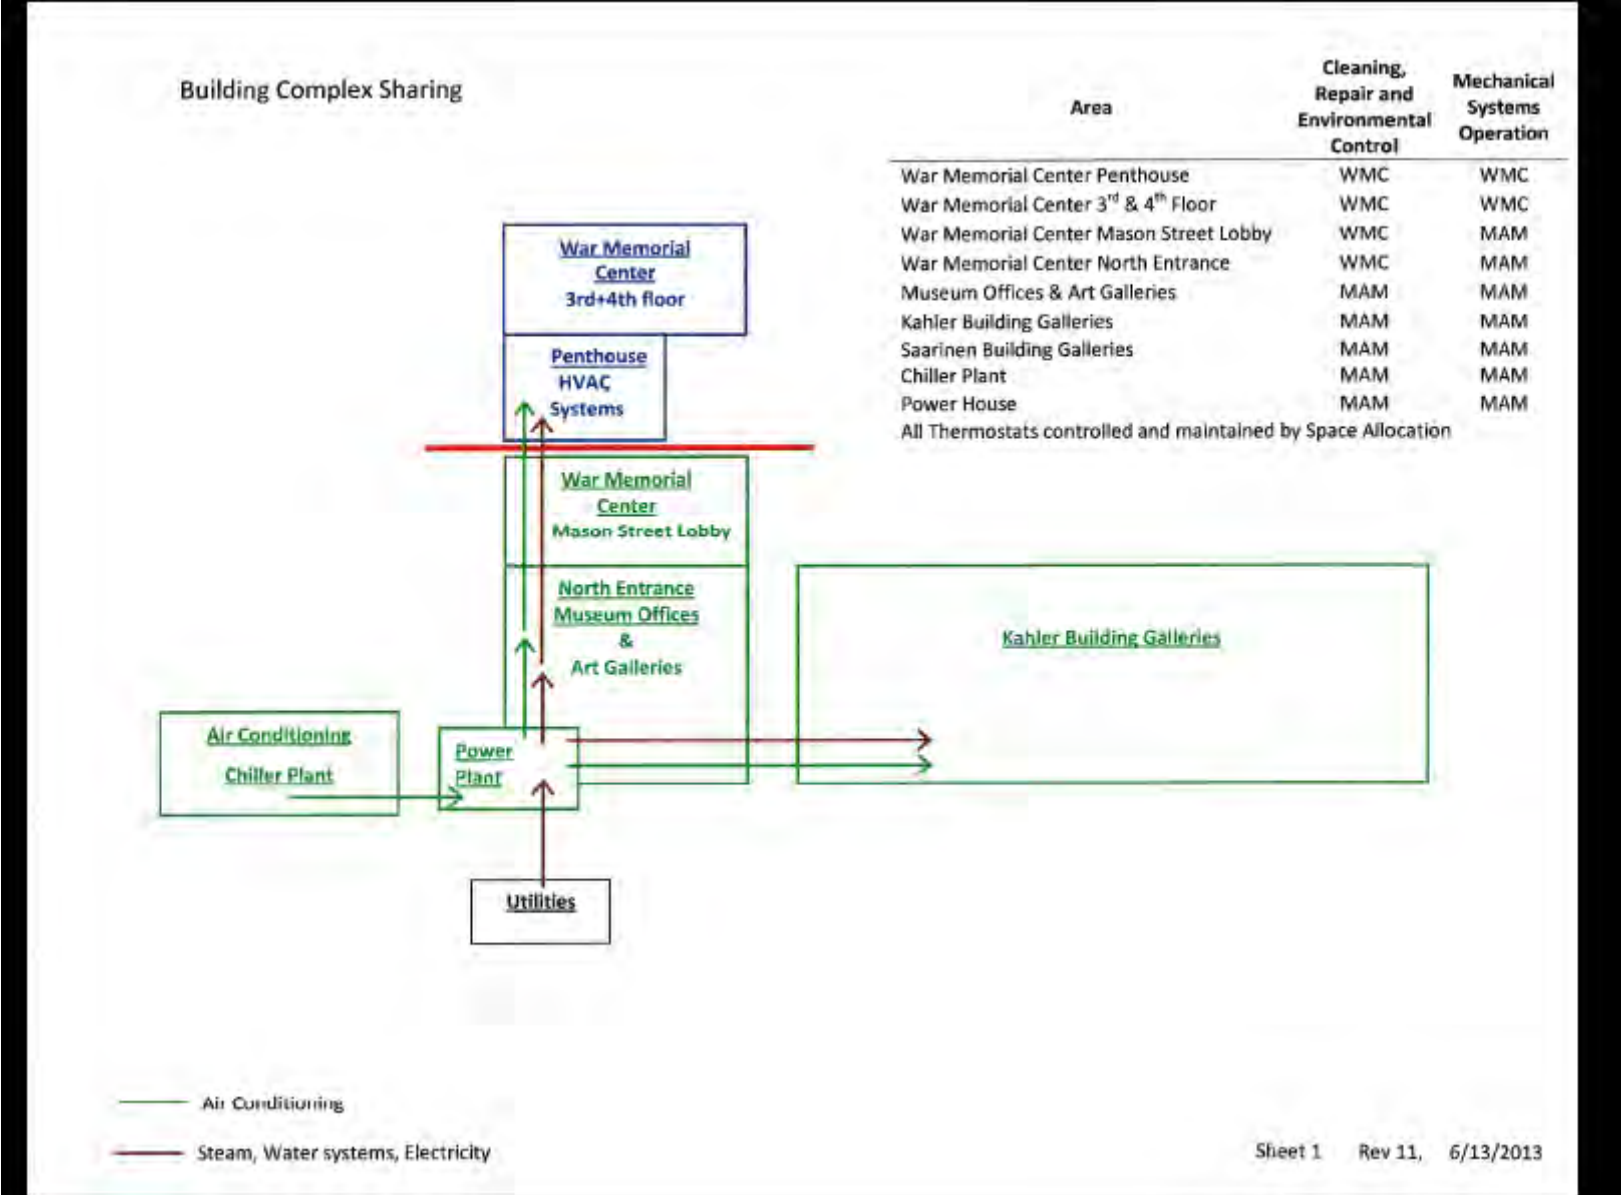 Building Complex Sharing
Area
Cleaning,
Repair and
Environmental
Control
Mechanical
Systems
Operation
War Memorial Center Penthouse WMC WMC
War Memorial Center 3rd & 4th Floor WMC WMC
War Memorial Center Mason Street Lobby WMC MAM
War Memorial Center North Entrance WMC MAM
Museum Offices & Art Galleries MAM MAM
Kahler Building Galleries MAM MAM
Saarinen Building Galleries MAM MAM
Chiller Plant MAM MAM
Power House MAM MAM
All Thermostats controlled and maintained by Space Allocation
War Memorial
Center
3rd+4th floor
Penthouse
HVAC
Systems
War Memorial
Center
Mason Street Lobby
North Entrance
Museum Offices
&
Art Galleries
Kahler Building Galleries
Air Conditioning
Chiller Plant
Power
Plant
Utilities
Air Conditioning
Steam, Water systems, Electricity
Sheet 1 Rev 11, 6/13/2013